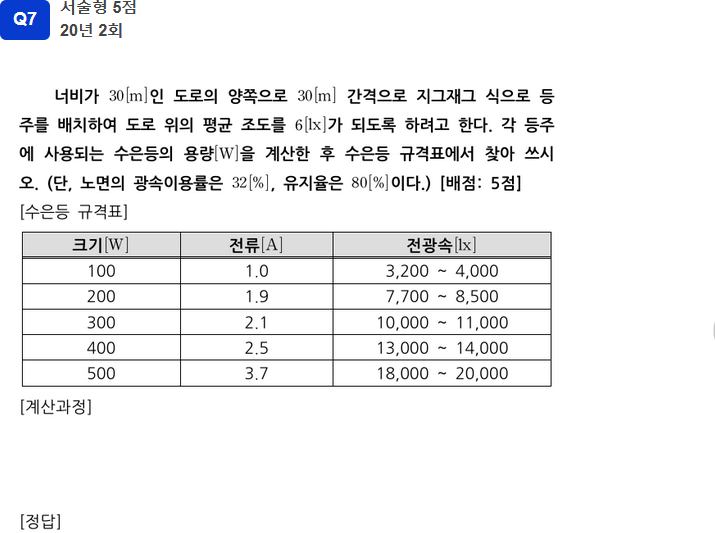 Q7
서술형 5점
20년 2회
너비가 30[m]인 도로의 양쪽으로 30[m] 간격으로 지그재그 식으로 등
주를 배치하여 도로 위의 평균 조도를 6[lx]가 되도록 하려고 한다. 각 등주
에 사용되는 수은등의 용량[W]을 계산한 후 수은등 규격표에서 찾아 쓰시
오. (단, 노면의 광속이용률은 32[%], 유지율은 80[%]이다.) [배점: 5점]
[수은등 규격표]
크기[W] 전류[A] 전광속[lx]
100 1.0 3,200 ~ 4,000
200 1.9 7,700 ~ 8,500
300 2.1 10,000 ~ 11,000
400 2.5 13,000 ~ 14,000
500 3.7 18,000 ~ 20,000
[계산과정]
[정답]